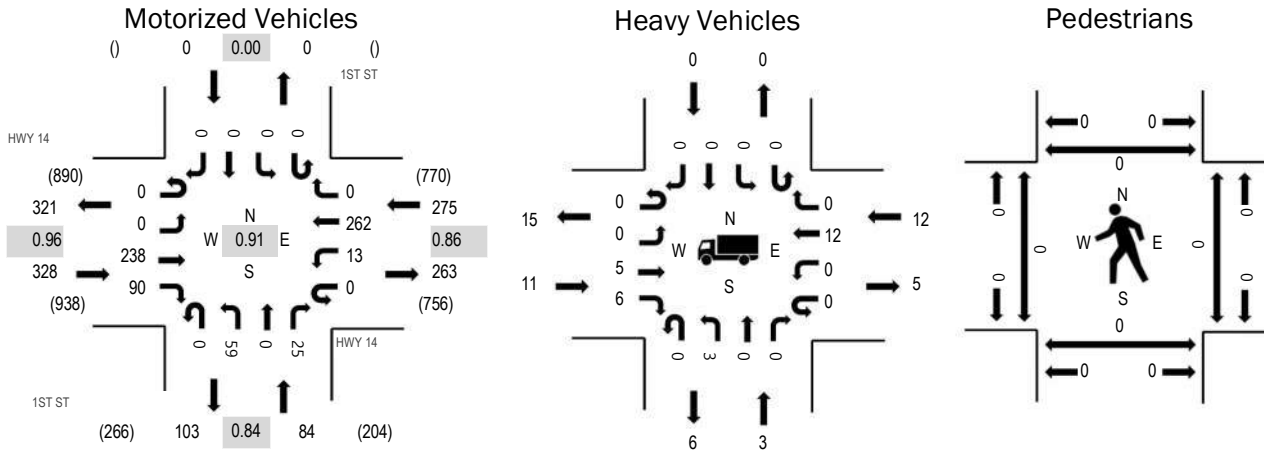 Motorized Vehicles
() 0 0.00 0 ()
1ST ST
HWY 14
0 0 0 0
(890) 0 0 (770)
321 0 262 275
0.96 N 0.86
W 0.91 E
S
328 238 13 263
(938) 90 0 (756)
0 59 0 25
HWY 14
1ST ST
(266) 103 0.84 84 (204)
Heavy Vehicles
0 0
0 0 0 0
0 0
15 0 12 12
N
W E
S
11 5 0 5
6 0
0 3 0 0
6 3
Pedestrians
0 0
0
0 0
N
0 W E 0
S
0 0
0
0 0